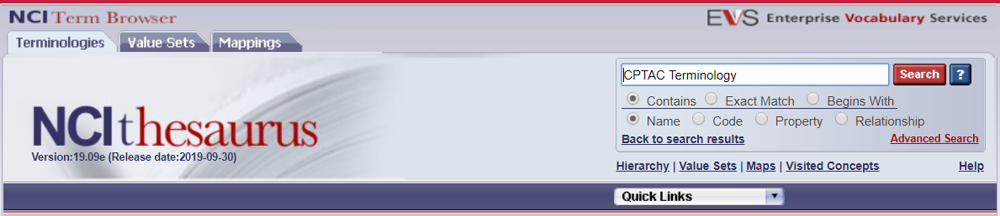 NCI Term Browser
EVS Enterprise Vocabulary Services
Terminologies Value Sets Mappings
CPTAC Terminology Search ?
Contains Exact Match Begins With
Name Code Property Relationship
Back to search results Advanced Search
NCIthesaurus
Version:19.09e (Release date:2019-09-30)
Hierarchy | Value Sets | Maps | Visited Concepts Help
Quick Links